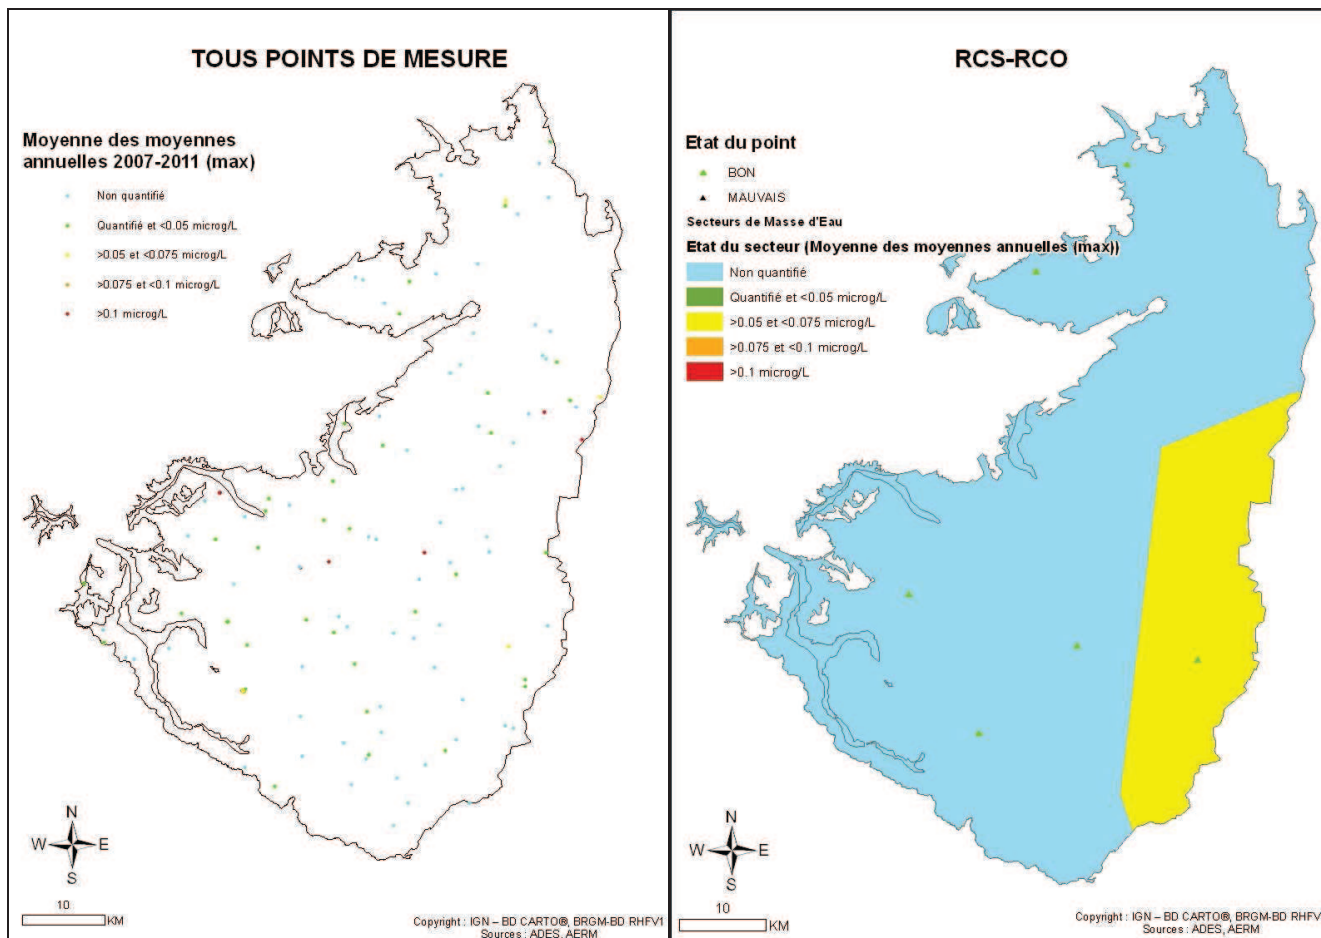 TOUS POINTS DE MESURE
Moyenne des moyennes
annuelles 2007-2011 (max)
Non quantifié
Quantifié et <0.05 microg/L
>0.05 et <0.075 microg/L
>0.075 et <0.1 microg/L
>0.1 microg/L
N
W E
S
10
KM
Copyright : IGN – BD CARTO®, BRGM-BD RHFV1
Sources : ADES, AERM
RCS-RCO
Etat du point
BON
MAUVAIS
Secteurs de Masse d'Eau
Etat du secteur (Moyenne des moyennes annuelles (max))
Non quantifié
Quantifié et <0.05 microg/L
>0.05 et <0.075 microg/L
>0.075 et <0.1 microg/L
>0.1 microg/L
N
W E
S
10
KM
Copyright : IGN – BD CARTO®, BRGM-BD RHFV
Sources : ADES, AERM